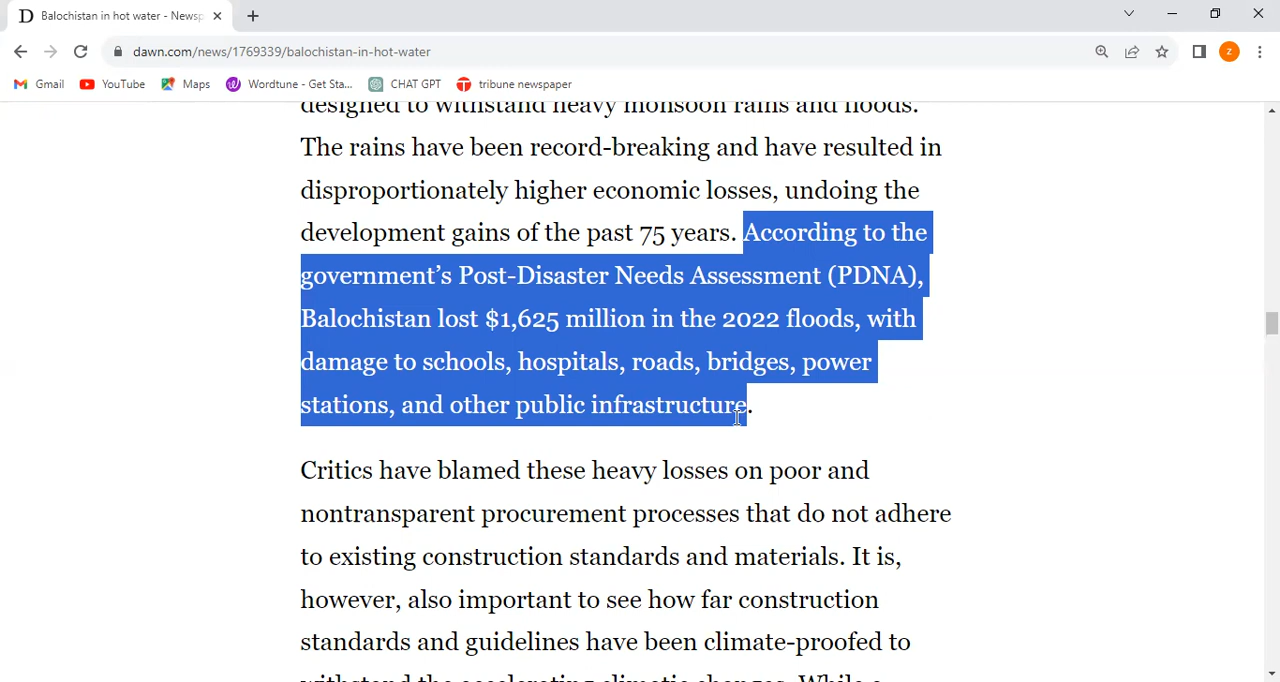 Balochistan in hot water - Newsp
dawn.com/news/1769339/balochistan-in-hot-water
Z
Gmail
YouTube
Maps
Wordtune - Get Sta...
CHAT GPT
tribune newspaper
designed to withstand heavy monsoon rains and floods.
The rains have been record-breaking and have resulted in
disproportionately higher economic losses, undoing the
development gains of the past 75 years. According to the
government’s Post-Disaster Needs Assessment (PDNA),
Balochistan lost $1,625 million in the 2022 floods, with
damage to schools, hospitals, roads, bridges, power
stations, and other public infrastructure.
Critics have blamed these heavy losses on poor and
nontransparent procurement processes that do not adhere
to existing construction standards and materials. It is,
however, also important to see how far construction
standards and guidelines have been climate-proofed to
withstand the accelerating climatic changes. While a